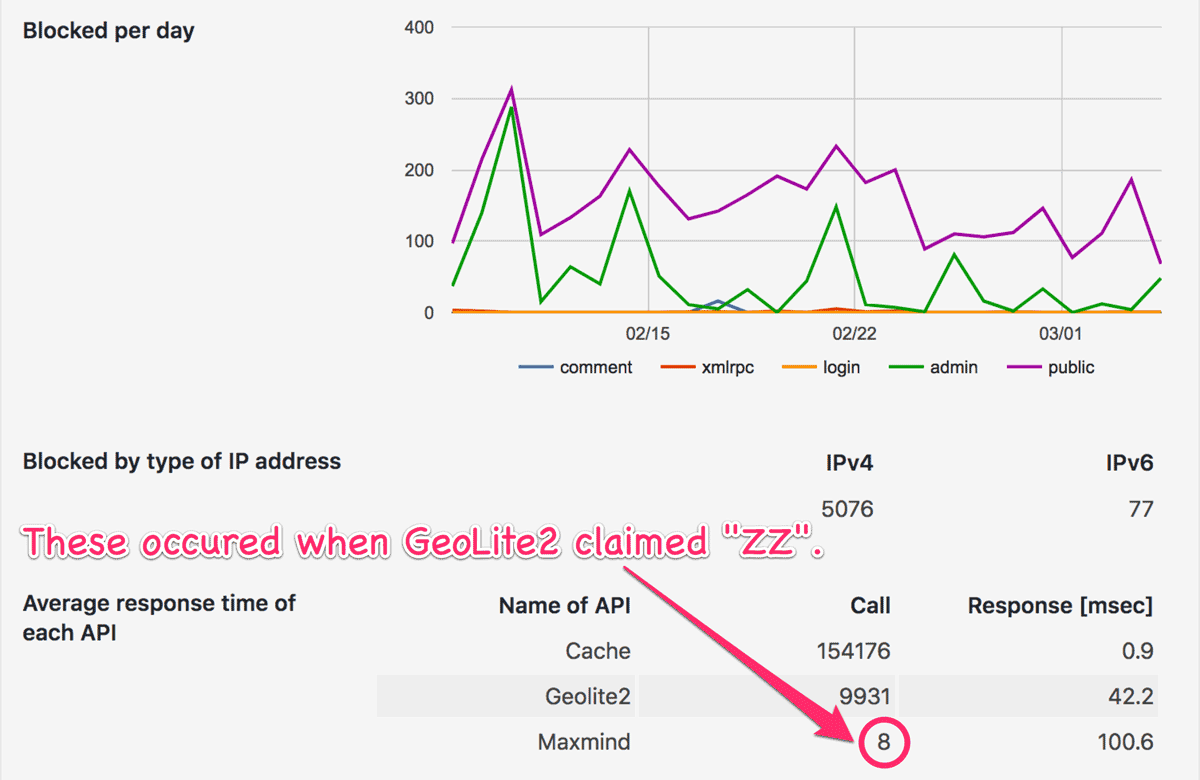 Blocked per day
400
300
200
100
0
02/15 02/22 03/01
comment xmlrpc login admin public
Blocked by type of IP address IPv4 IPv6
5076 77
These occured when GeoLite2 claimed "ZZ".
Average response time of each API
Name of API Call Response [msec]
Cache 154176 0.9
Geolite2 9931 42.2
Maxmind 8 100.6